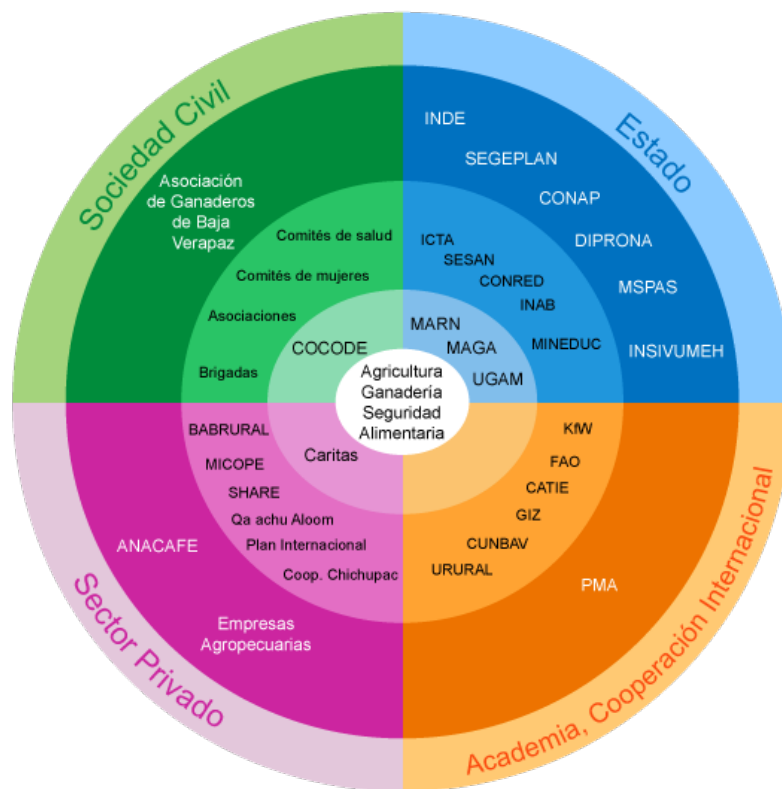 Sociedad Civil
Asociación
de Ganaderos
de Baja
Verapaz
Comités de salud
Comités de mujeres
Asociaciones
Brigadas
COCODE
Estado
INDE
SEGEPLAN
CONAP
DIPRONA
MSPAS
INSIVUMEH
ICTA
SESAN
CONRED
INAB
MINEDUC
MARN
MAGA
UGAM
Agricultura
Ganadería
Seguridad
Alimentaria
Sector Privado
BABRURAL
MICOPE
SHARE
Qa achu Aloom
Plan Internacional
Coop. Chichupac
Caritas
ANACAFE
Empresas
Agropecuarias
Academia, Cooperación Internacional
KfW
FAO
CATIE
GIZ
CUNBAV
URURAL
PMA